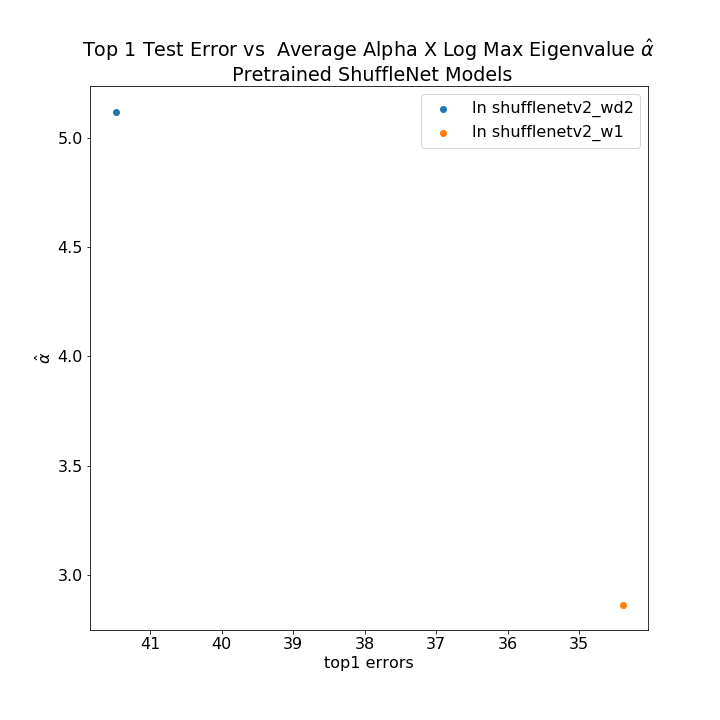 Top 1 Test Error vs  Average Alpha X Log Max Eigenvalue α̂
Pretrained ShuffleNet Models
In shufflenetv2_wd2
In shufflenetv2_w1
5.0
4.5
4.0
3.5
3.0
α̂
41 40 39 38 37 36 35
top1 errors